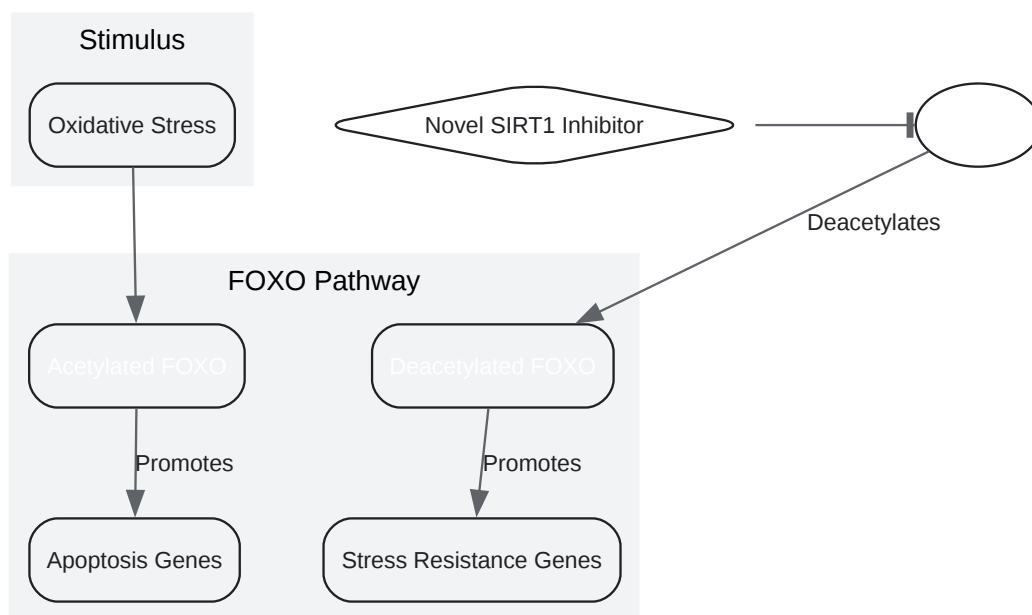 Stimulus
Oxidative Stress
Novel SIRT1 Inhibitor
Deacetylates
FOXO Pathway
Acetylated FOXO
Deacetylated FOXO
Promotes
Promotes
Apoptosis Genes
Stress Resistance Genes